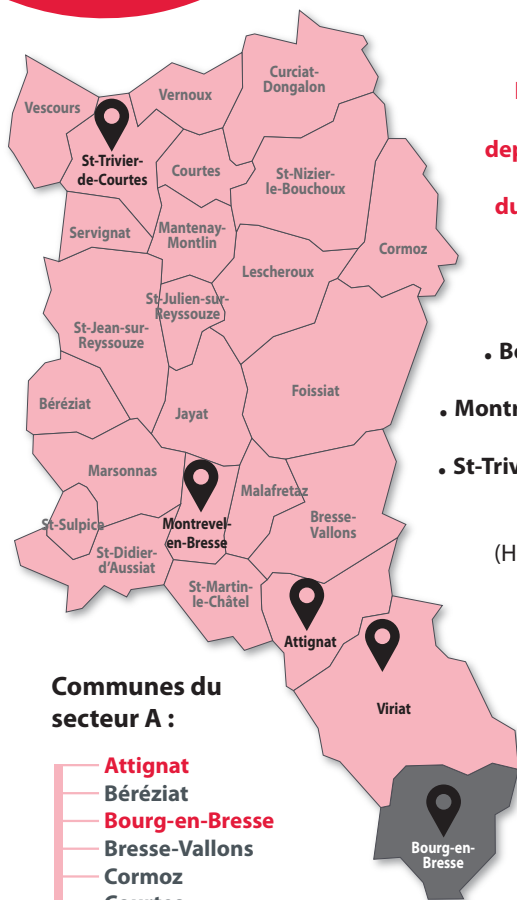 Curciat-
Dongalon
Vernoux
Vescours
St-Trivier-
de-Courtes
Courtes
St-Nizier-
le-Bouchoux
Servignat
Mantenay-
Montlin
Cormoz
Lescheroux
St-Julien-sur-
Reyssouze
St-Jean-sur-
Reyssouze
Foissiat
Béréziat
Jayat
Marsonnas
Malafretaz
St-Sulpice
Montrevel-
en-Bresse
Bresse-
Vallons
St-Didier-
d'Aussiat
St-Martin-
le-Châtel
Attignat
Viriat
Bourg-en-
Bresse
dep
du
. Bo
. Montr
. St-Triv
(H
Communes du
secteur A :
Attignat
Béréziat
Bourg-en-Bresse
Bresse-Vallons
Cormoz
Courtes